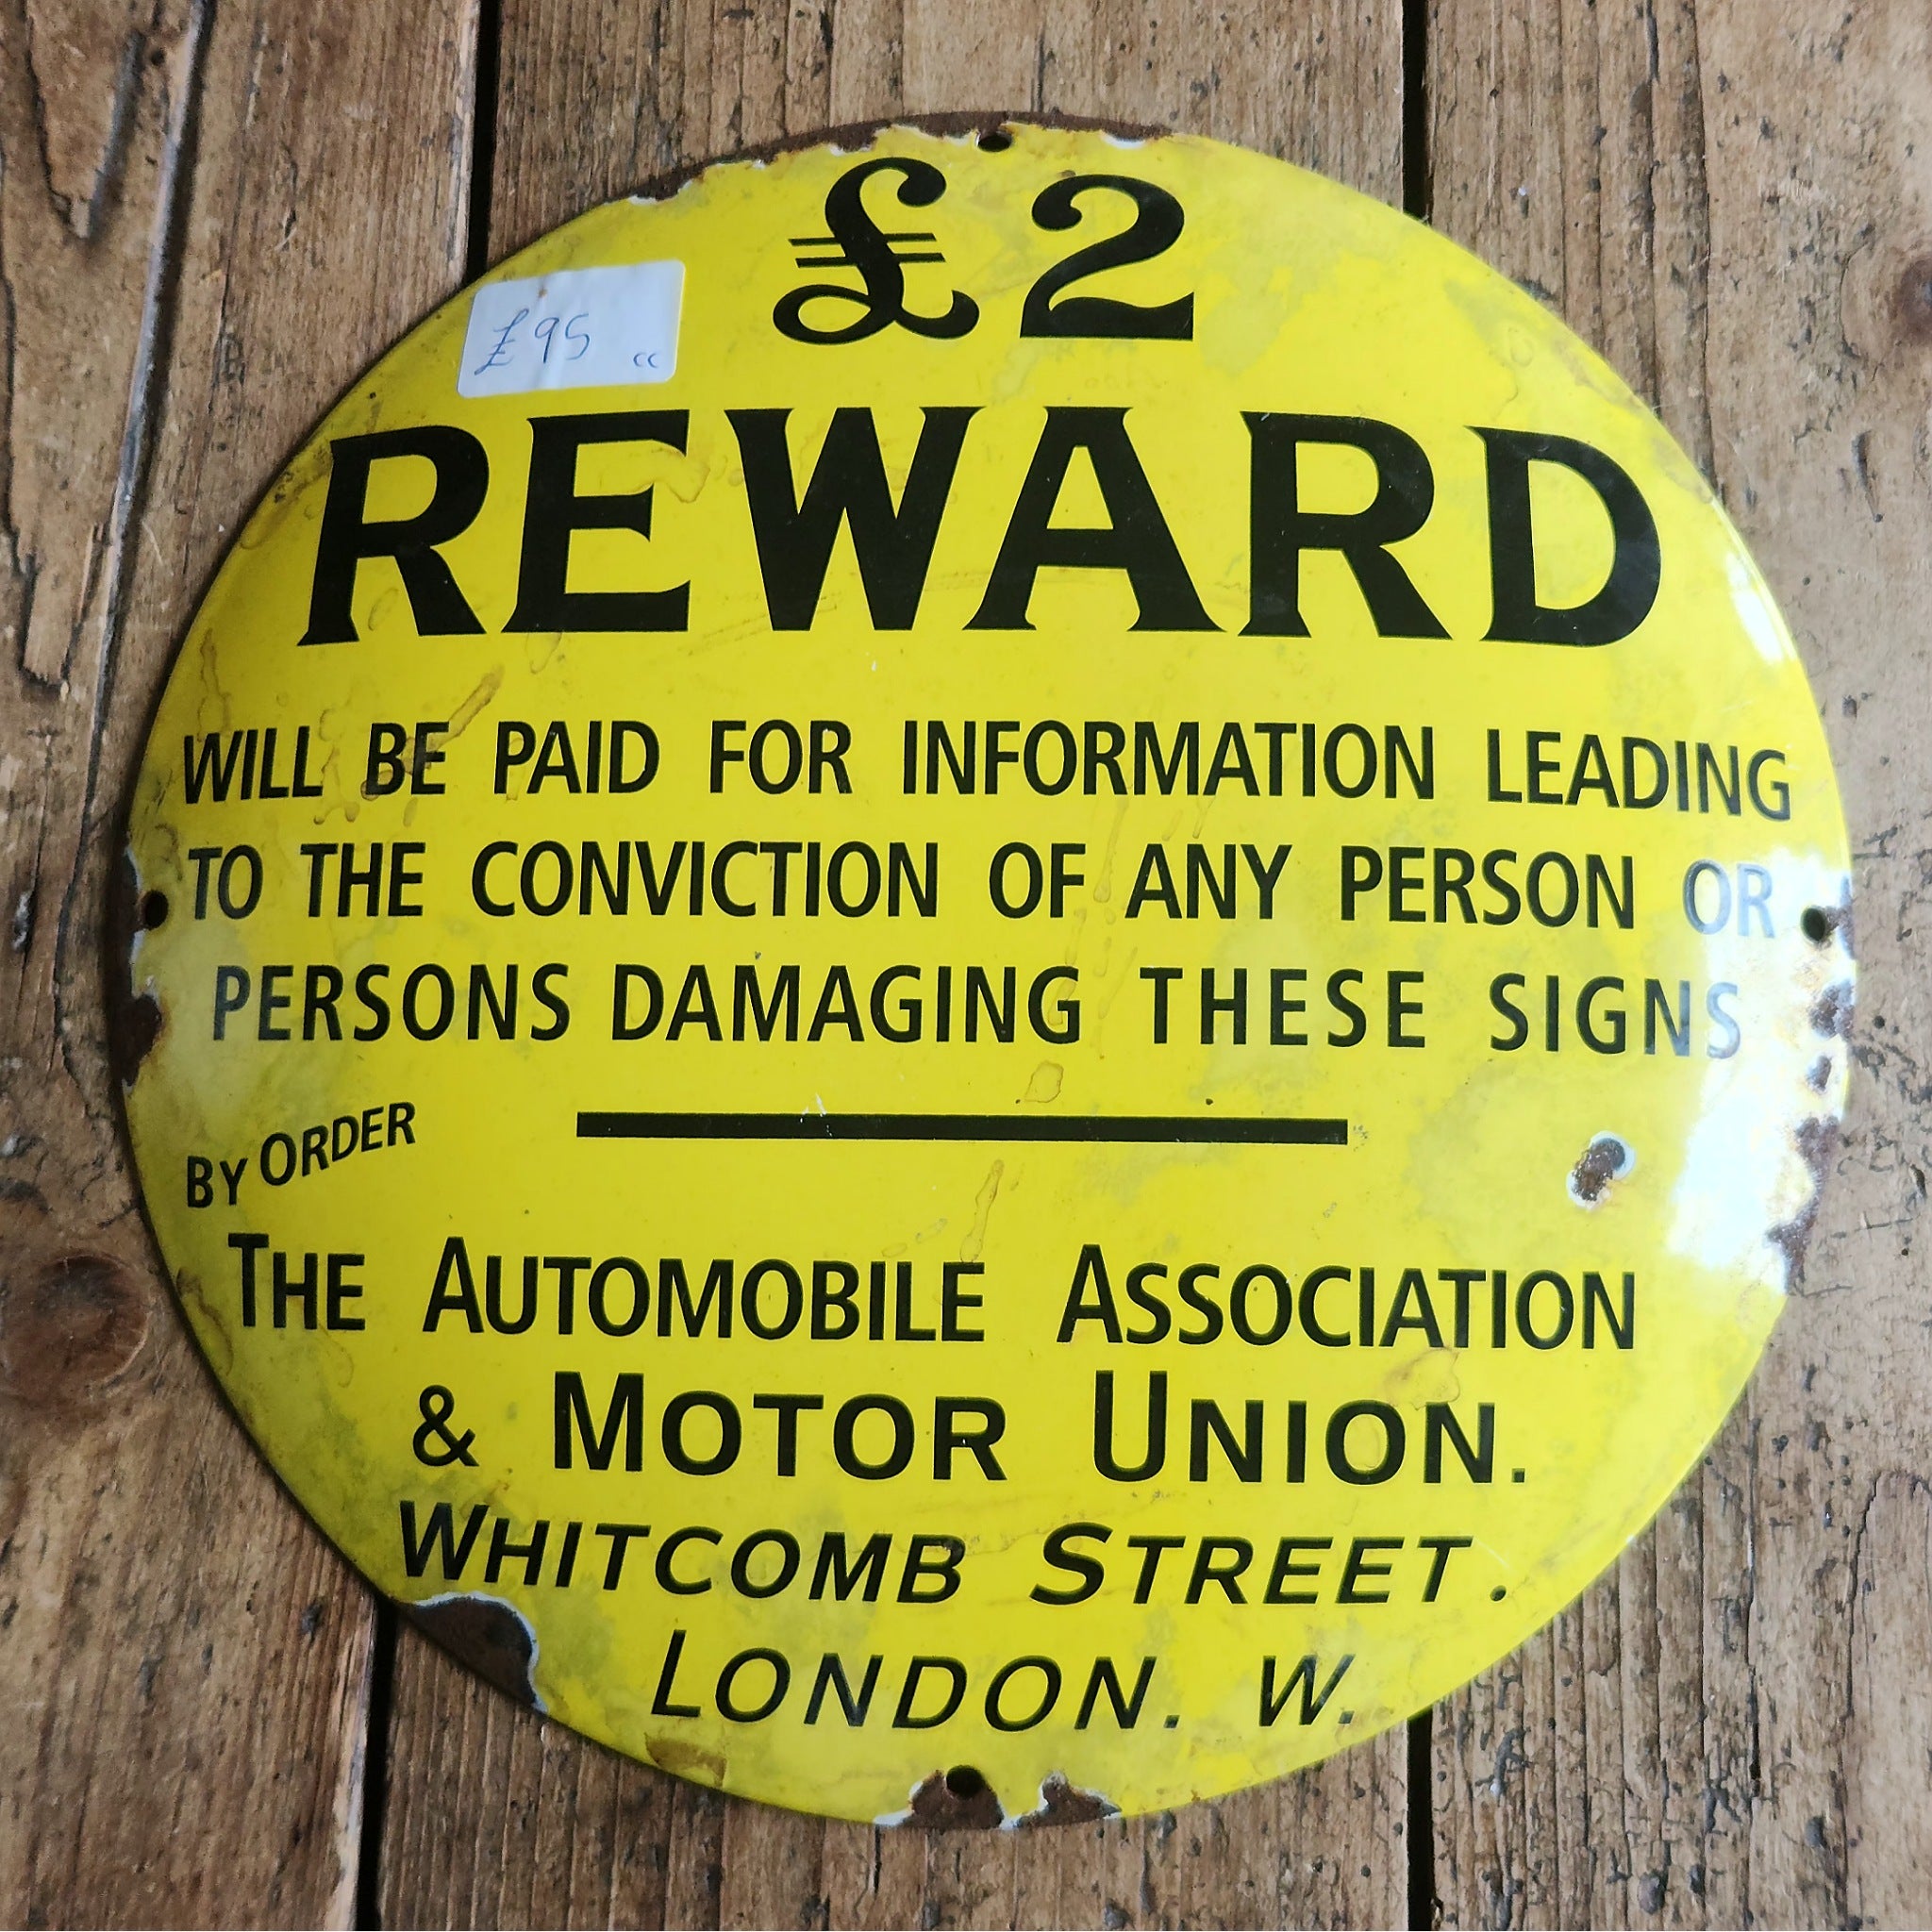 £2
£95 cc
REWARD
WILL BE PAID FOR INFORMATION LEADING
TO THE CONVICTION OF ANY PERSON OR
PERSONS DAMAGING THESE SIGNS
BY ORDER
THE AUTOMOBILE ASSOCIATION
& MOTOR UNION.
WHITCOMB STREET.
LONDON. W.